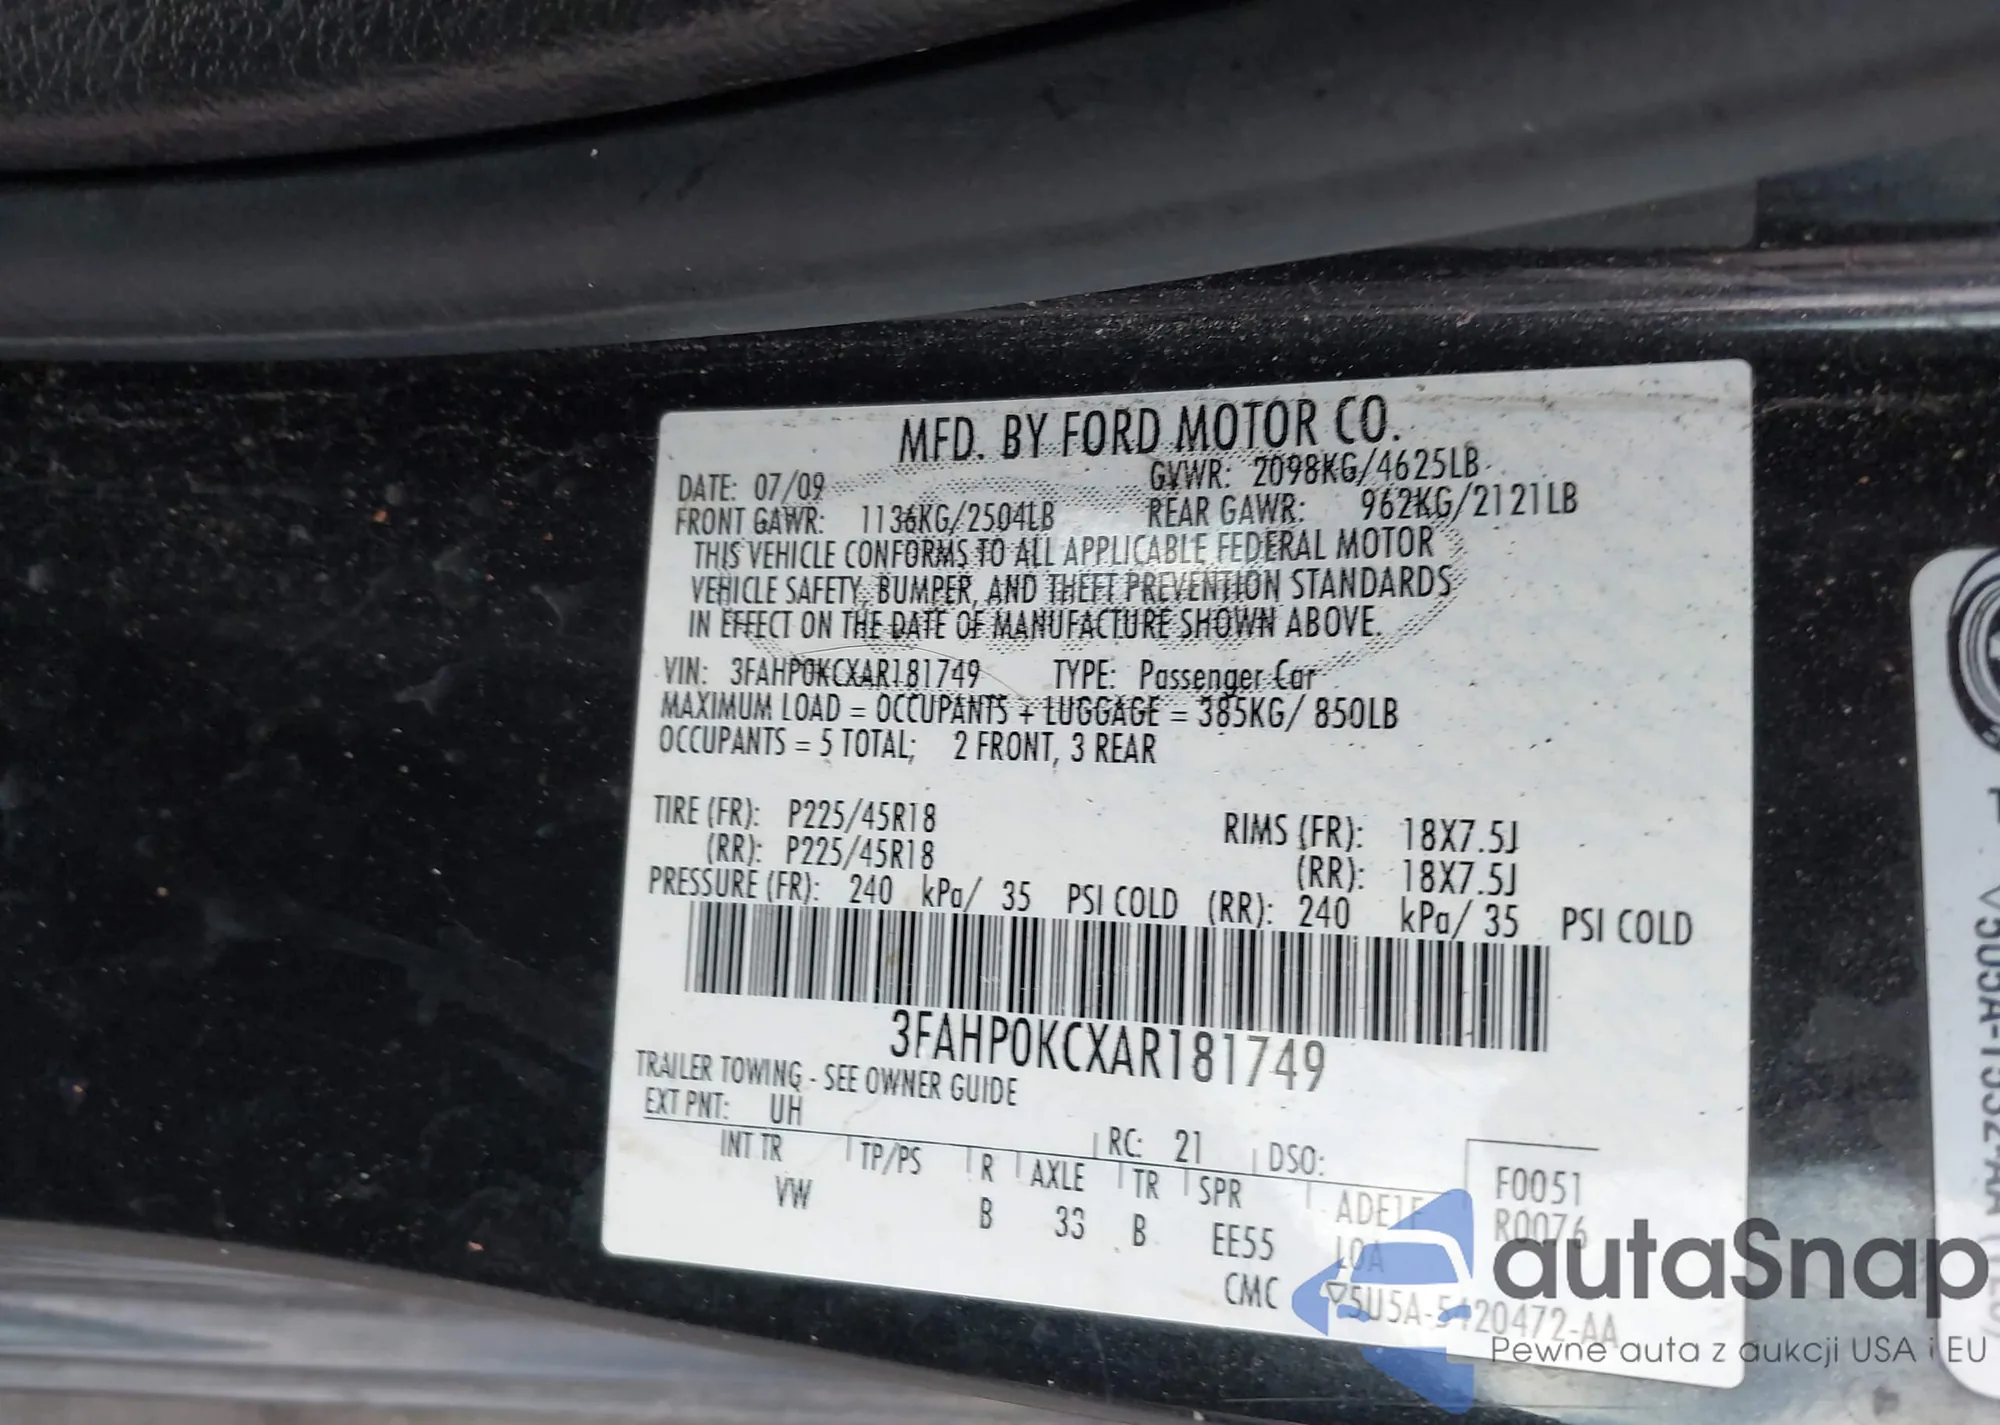 MFD. BY FORD MOTOR CO.
DATE: 07/09 GVWR: 2098KG/4625LB
FRONT GAWR: 1136KG/2504LB REAR GAWR: 962KG/2121LB
THIS VEHICLE CONFORMS TO ALL APPLICABLE FEDERAL MOTOR
VEHICLE SAFETY, BUMPER, AND THEFT PREVENTION STANDARDS
IN EFFECT ON THE DATE OF MANUFACTURE SHOWN ABOVE.
VIN: 3FAHP0KCXAR181749 TYPE: Passenger Car
MAXIMUM LOAD = OCCUPANTS + LUGGAGE = 385KG/ 850LB
OCCUPANTS = 5 TOTAL; 2 FRONT, 3 REAR
TIRE (FR): P225/45R18 RIMS (FR): 18X7.5J
(RR): P225/45R18 (RR): 18X7.5J
PRESSURE (FR): 240 kPa/ 35 PSI COLD (RR): 240 kPa/ 35 PSI COLD
3FAHP0KCXAR181749
TRAILER TOWING - SEE OWNER GUIDE
EXT PNT: UH RC: 21 DSO:
INT TR TP/PS R AXLE TR SPR
VW B 33 B EE55
F0051
R0076
CMC ▽5U5A-5420472-AA
autaSnap
Pewne auta z aukcji USA i EU